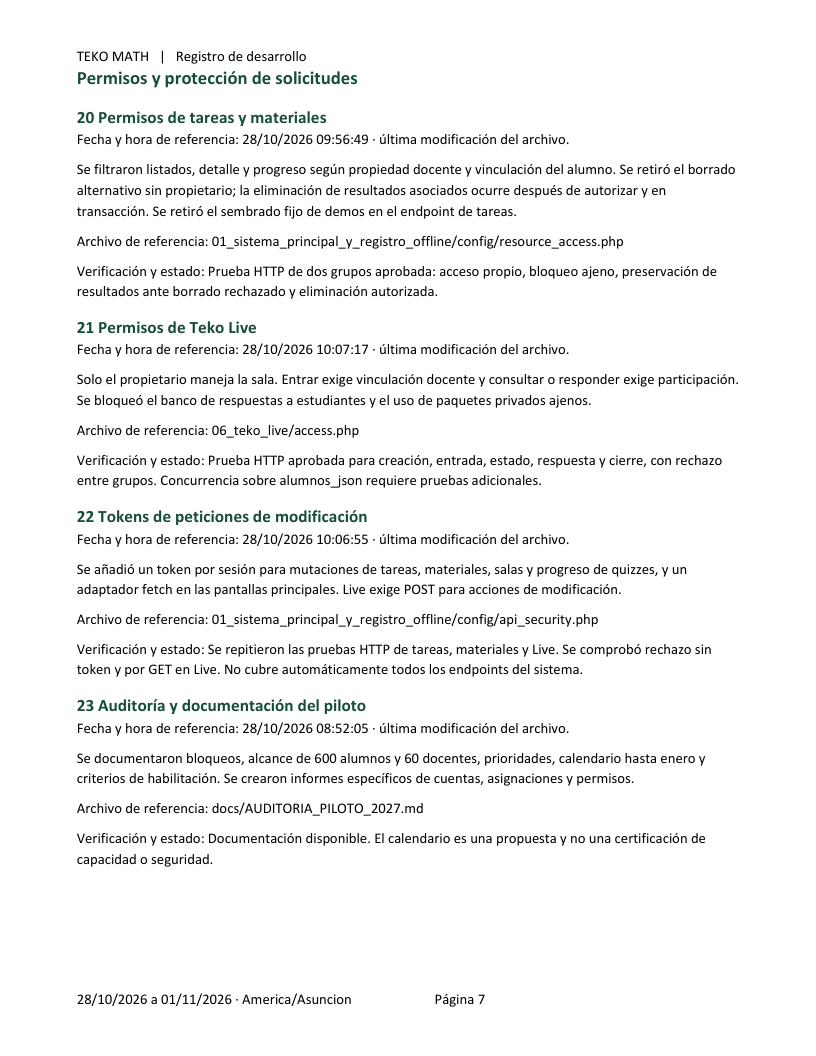 TEKO MATH | Registro de desarrollo
Permisos y protección de solicitudes
20 Permisos de tareas y materiales
Fecha y hora de referencia: 28/10/2026 09:56:49 · última modificación del archivo.
Se filtraron listados, detalle y progreso según propiedad docente y vinculación del alumno. Se retiró el borrado
alternativo sin propietario; la eliminación de resultados asociados ocurre después de autorizar y en
transacción. Se retiró el sembrado fijo de demos en el endpoint de tareas.
Archivo de referencia: 01_sistema_principal_y_registro_offline/config/resource_access.php
Verificación y estado: Prueba HTTP de dos grupos aprobada: acceso propio, bloqueo ajeno, preservación de
resultados ante borrado rechazado y eliminación autorizada.
21 Permisos de Teko Live
Fecha y hora de referencia: 28/10/2026 10:07:17 · última modificación del archivo.
Solo el propietario maneja la sala. Entrar exige vinculación docente y consultar o responder exige participación.
Se bloqueó el banco de respuestas a estudiantes y el uso de paquetes privados ajenos.
Archivo de referencia: 06_teko_live/access.php
Verificación y estado: Prueba HTTP aprobada para creación, entrada, estado, respuesta y cierre, con rechazo
entre grupos. Concurrencia sobre alumnos_json requiere pruebas adicionales.
22 Tokens de peticiones de modificación
Fecha y hora de referencia: 28/10/2026 10:06:55 · última modificación del archivo.
Se añadió un token por sesión para mutaciones de tareas, materiales, salas y progreso de quizzes, y un
adaptador fetch en las pantallas principales. Live exige POST para acciones de modificación.
Archivo de referencia: 01_sistema_principal_y_registro_offline/config/api_security.php
Verificación y estado: Se repitieron las pruebas HTTP de tareas, materiales y Live. Se comprobó rechazo sin
token y por GET en Live. No cubre automáticamente todos los endpoints del sistema.
23 Auditoría y documentación del piloto
Fecha y hora de referencia: 28/10/2026 08:52:05 · última modificación del archivo.
Se documentaron bloqueos, alcance de 600 alumnos y 60 docentes, prioridades, calendario hasta enero y
criterios de habilitación. Se crearon informes específicos de cuentas, asignaciones y permisos.
Archivo de referencia: docs/AUDITORIA_PILOTO_2027.md
Verificación y estado: Documentación disponible. El calendario es una propuesta y no una certificación de
capacidad o seguridad.
28/10/2026 a 01/11/2026 · America/Asuncion Página 7